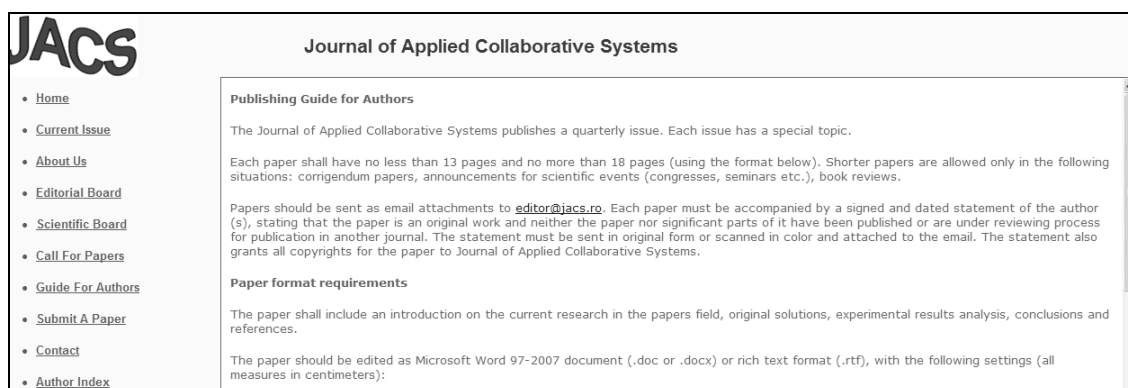 JACS
Journal of Applied Collaborative Systems
Home
Current Issue
About Us
Editorial Board
Scientific Board
Call For Papers
Guide For Authors
Submit A Paper
Contact
Author Index
Publishing Guide for Authors
The Journal of Applied Collaborative Systems publishes a quarterly issue. Each issue has a special topic.
Each paper shall have no less than 13 pages and no more than 18 pages (using the format below). Shorter papers are allowed only in the following
situations: corrigendum papers, announcements for scientific events (congresses, seminars etc.), book reviews.
Papers should be sent as email attachments to editor@jacs.ro. Each paper must be accompanied by a signed and dated statement of the author
(s), stating that the paper is an original work and neither the paper nor significant parts of it have been published or are under reviewing process
for publication in another journal. The statement must be sent in original form or scanned in color and attached to the email. The statement also
grants all copyrights for the paper to Journal of Applied Collaborative Systems.
Paper format requirements
The paper shall include an introduction on the current research in the papers field, original solutions, experimental results analysis, conclusions and
references.
The paper should be edited as Microsoft Word 97-2007 document (.doc or .docx) or rich text format (.rtf), with the following settings (all
measures in centimeters):